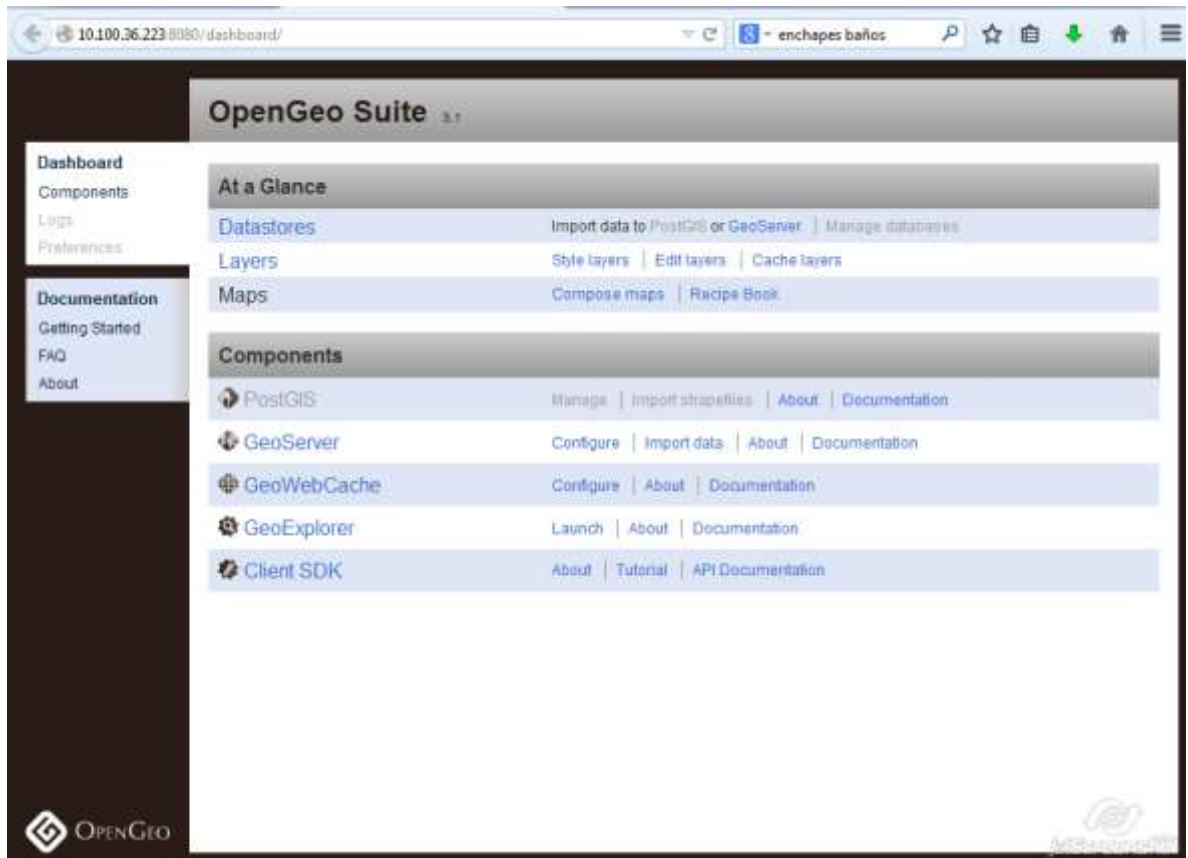 10.100.36.223:8080/dashboard/
enchapes baños
OpenGeo Suite 3.1
Dashboard
Components
Logs
Preferences
Documentation
Getting Started
FAQ
About
At a Glance
Datastores Import data to PostGIS or GeoServer | Manage databases
Layers Style layers | Edit layers | Cache layers
Maps Compose maps | Recipe Book
Components
PostGIS Manage | Import shapefiles | About | Documentation
GeoServer Configure | Import data | About | Documentation
GeoWebCache Configure | About | Documentation
GeoExplorer Launch | About | Documentation
Client SDK About | Tutorial | API Documentation
OPENGEO